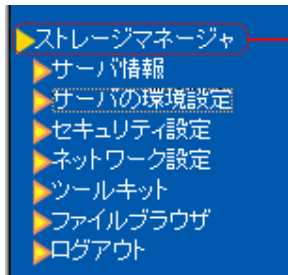 ストレージマネージャ
サーバ情報
サーバの環境設定
セキュリティ設定
ネットワーク設定
ツールキット
ファイルブラウザ
ログアウト